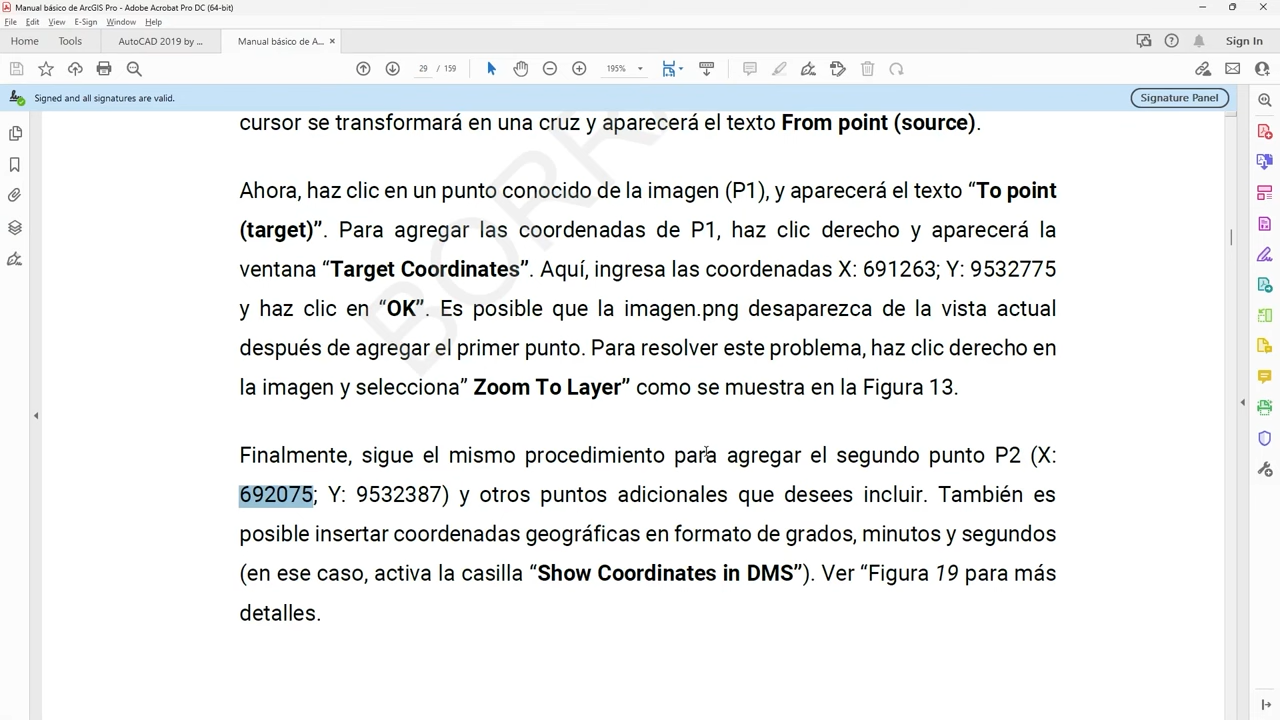 Manual básico de ArcGIS Pro - Adobe Acrobat Pro DC (64-bit)
File Edit View E-Sign Window Help
Home Tools AutoCAD 2019 by ... Manual básico de A... × Sign In
29 / 159 195%
Signed and all signatures are valid. Signature Panel
cursor se transformará en una cruz y aparecerá el texto From point (source).
Ahora, haz clic en un punto conocido de la imagen (P1), y aparecerá el texto “To point
(target)”. Para agregar las coordenadas de P1, haz clic derecho y aparecerá la
ventana “Target Coordinates”. Aquí, ingresa las coordenadas X: 691263; Y: 9532775
y haz clic en “OK”. Es posible que la imagen.png desaparezca de la vista actual
después de agregar el primer punto. Para resolver este problema, haz clic derecho en
la imagen y selecciona” Zoom To Layer” como se muestra en la Figura 13.
Finalmente, sigue el mismo procedimiento para agregar el segundo punto P2 (X:
692075; Y: 9532387) y otros puntos adicionales que desees incluir. También es
posible insertar coordenadas geográficas en formato de grados, minutos y segundos
(en ese caso, activa la casilla “Show Coordinates in DMS”). Ver “Figura 19 para más
detalles.